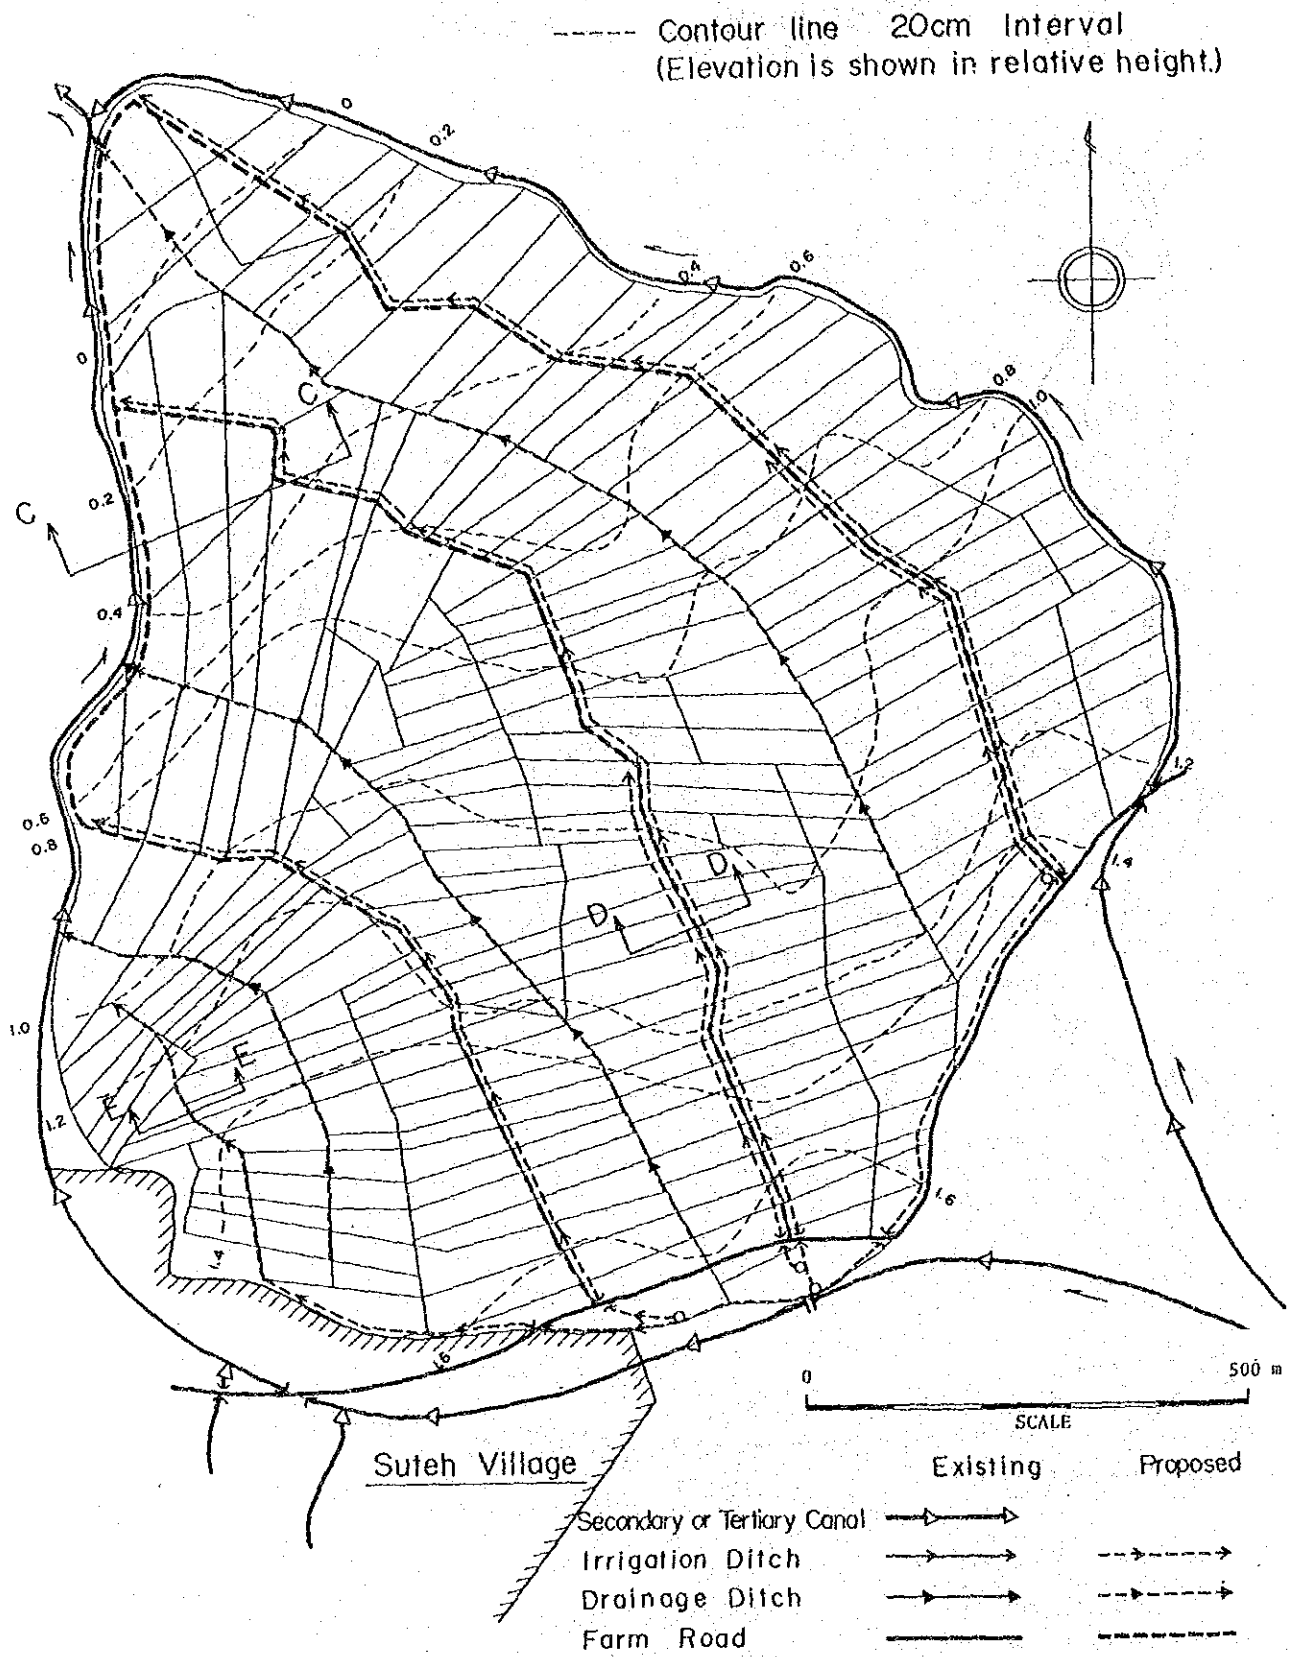 Contour line 20cm Interval
(Elevation is shown in relative height.)
0
0.2
0.4
0.6
0.8
1.0
0
C
0.2
C
0.4
1.2
0.6
0.8
1.4
D
D
1.0
E
E
1.2
1.6
1.4
1.6
0 500 m
SCALE
Suteh Village
Existing Proposed
Secondary or Tertiary Canal
Irrigation Ditch
Drainage Ditch
Farm Road